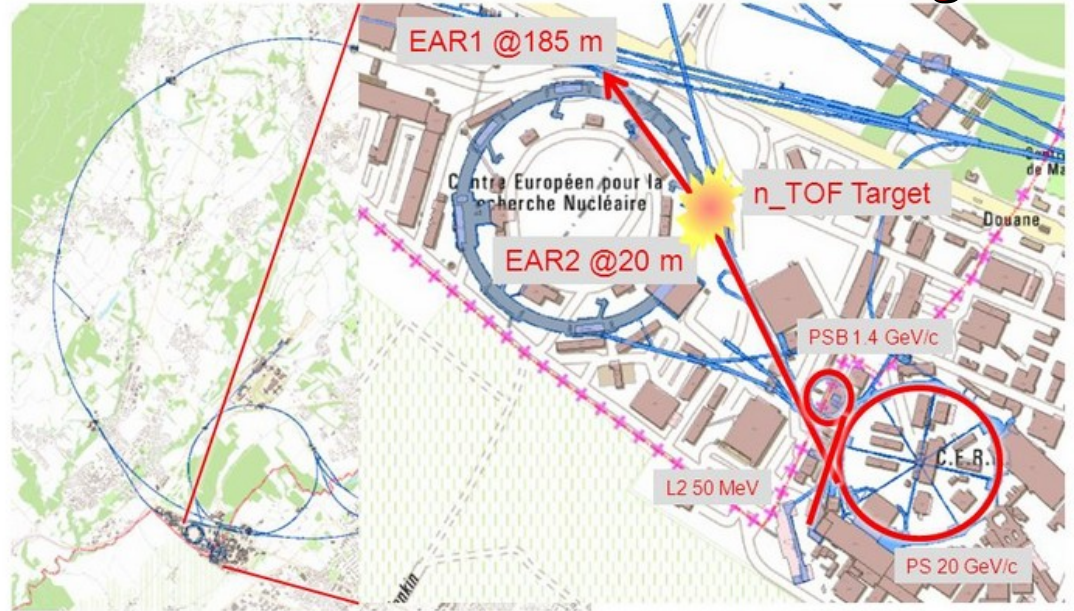 EAR1 @185 m
n_TOF Target
Centre Européen pour la
Recherche Nucléaire
Douane
EAR2 @20 m
PSB 1.4 GeV/c
C.E.R.
L2 50 MeV
PS 20 GeV/c